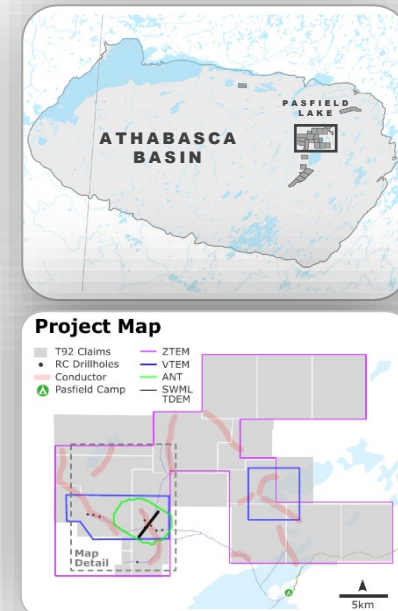 PASFIELD
LAKE
ATHABASCA
BASIN
Project Map
T92 Claims
RC Drillholes
Conductor
Pasfield Camp
ZTEM
VTEM
ANT
SWML
TDEM
Map
Detail
5km